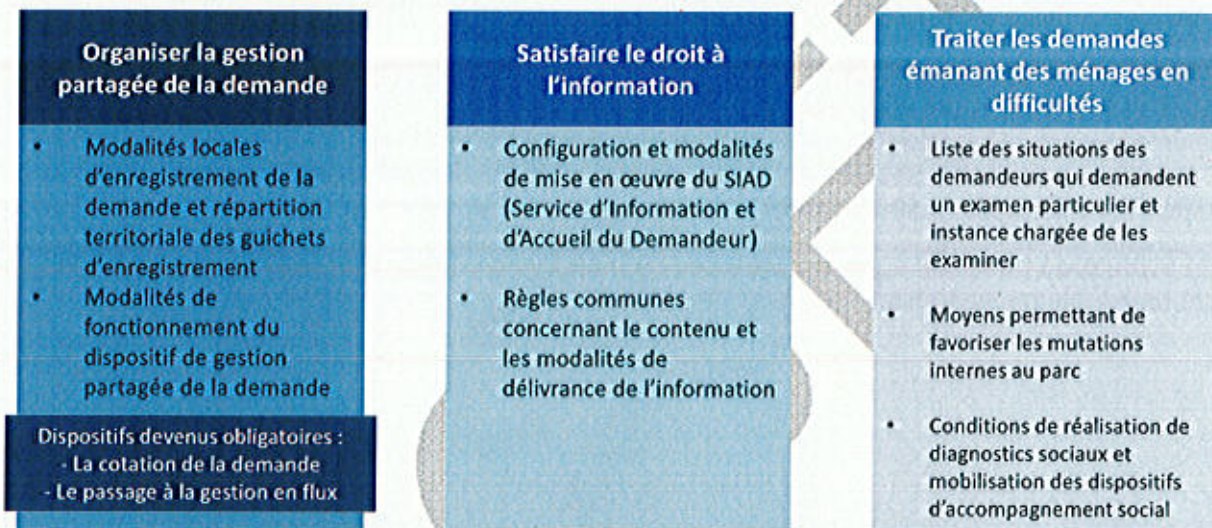 Organiser la gestion
partagée de la demande
• Modalités locales
d'enregistrement de la
demande et répartition
territoriale des guichets
d'enregistrement
• Modalités de
fonctionnement du
dispositif de gestion
partagée de la demande
Dispositifs devenus obligatoires :
- La cotation de la demande
- Le passage à la gestion en flux
Satisfaire le droit à
l'information
• Configuration et modalités
de mise en œuvre du SIAD
(Service d'Information et
d'Accueil du Demandeur)
• Règles communes
concernant le contenu et
les modalités de
délivrance de l'information
Traiter les demandes
émanant des ménages en
difficultés
• Liste des situations des
demandeurs qui demandent
un examen particulier et
instance chargée de les
examiner
• Moyens permettant de
favoriser les mutations
internes au parc
• Conditions de réalisation de
diagnostics sociaux et
mobilisation des dispositifs
d'accompagnement social